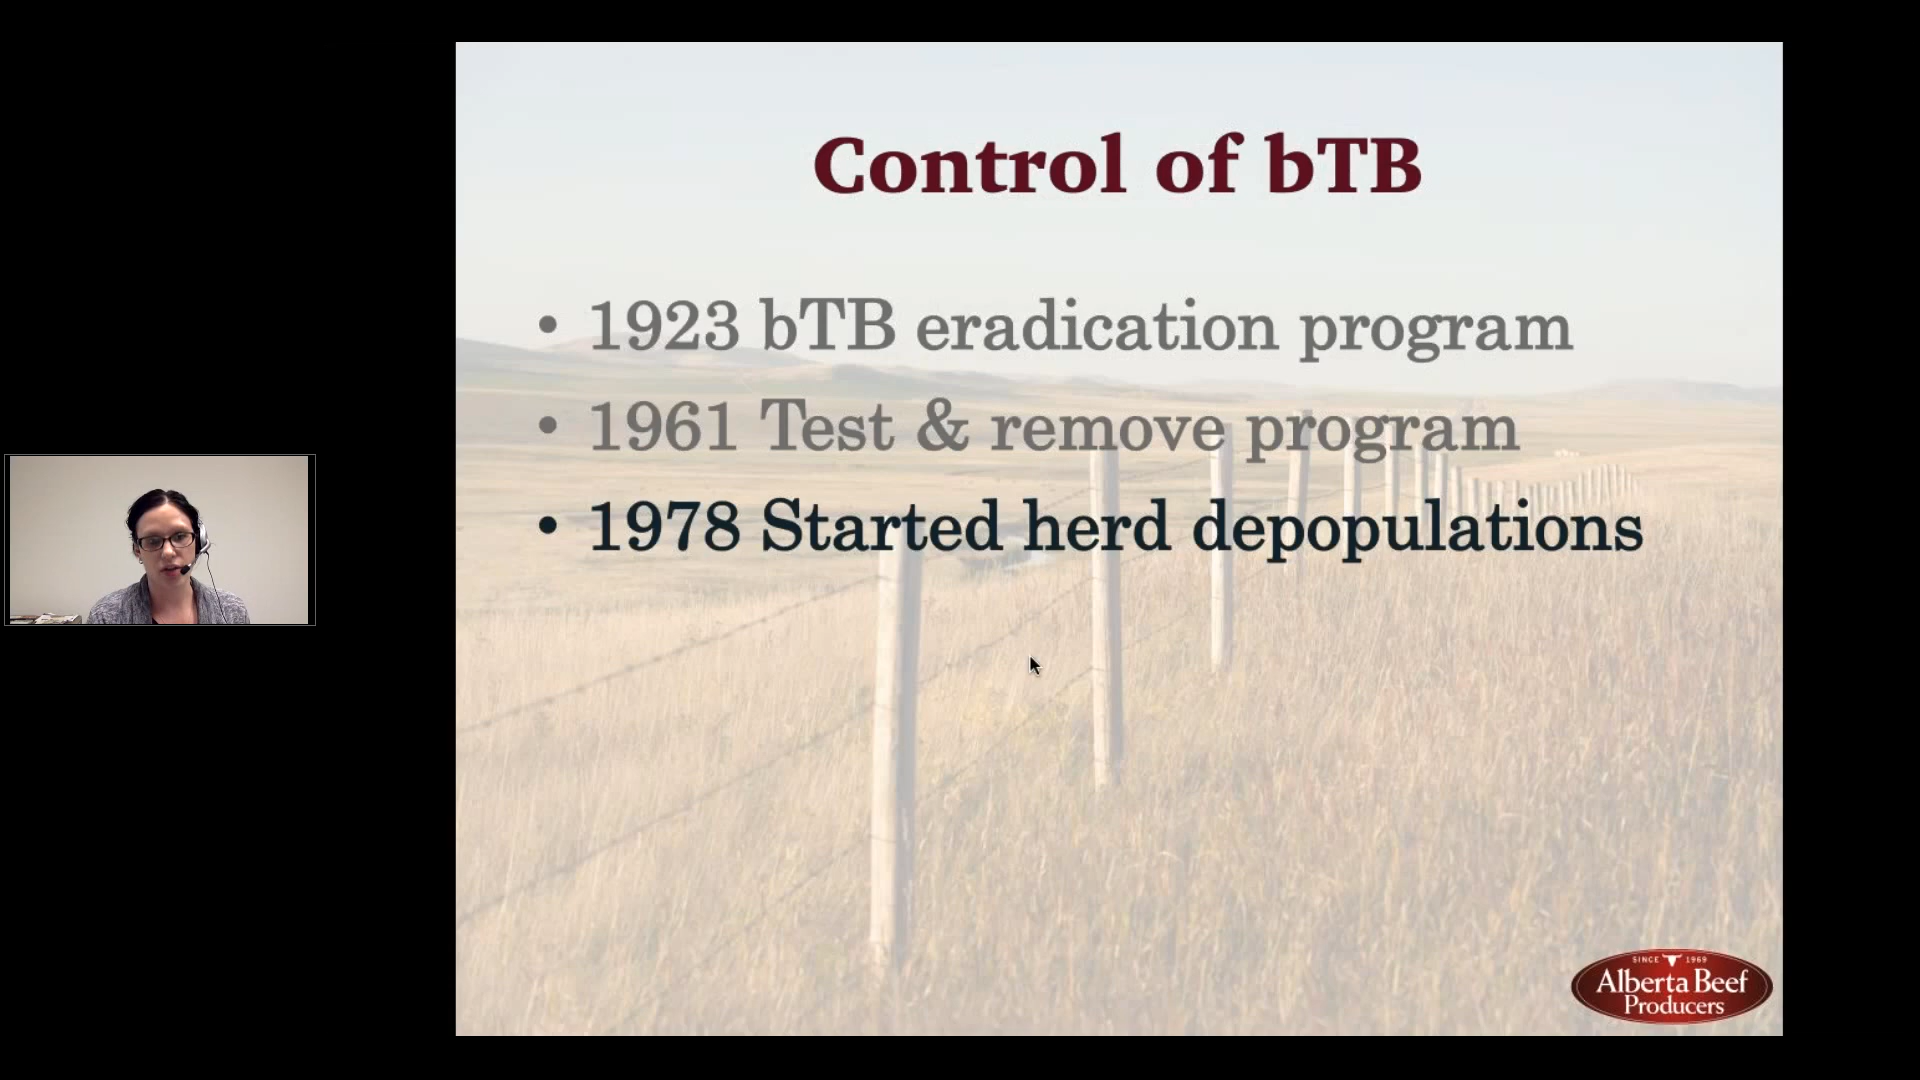 Control of bTB
• 1923 bTB eradication program
• 1961 Test & remove program
• 1978 Started herd depopulations
SINCE 1969
Alberta Beef
Producers